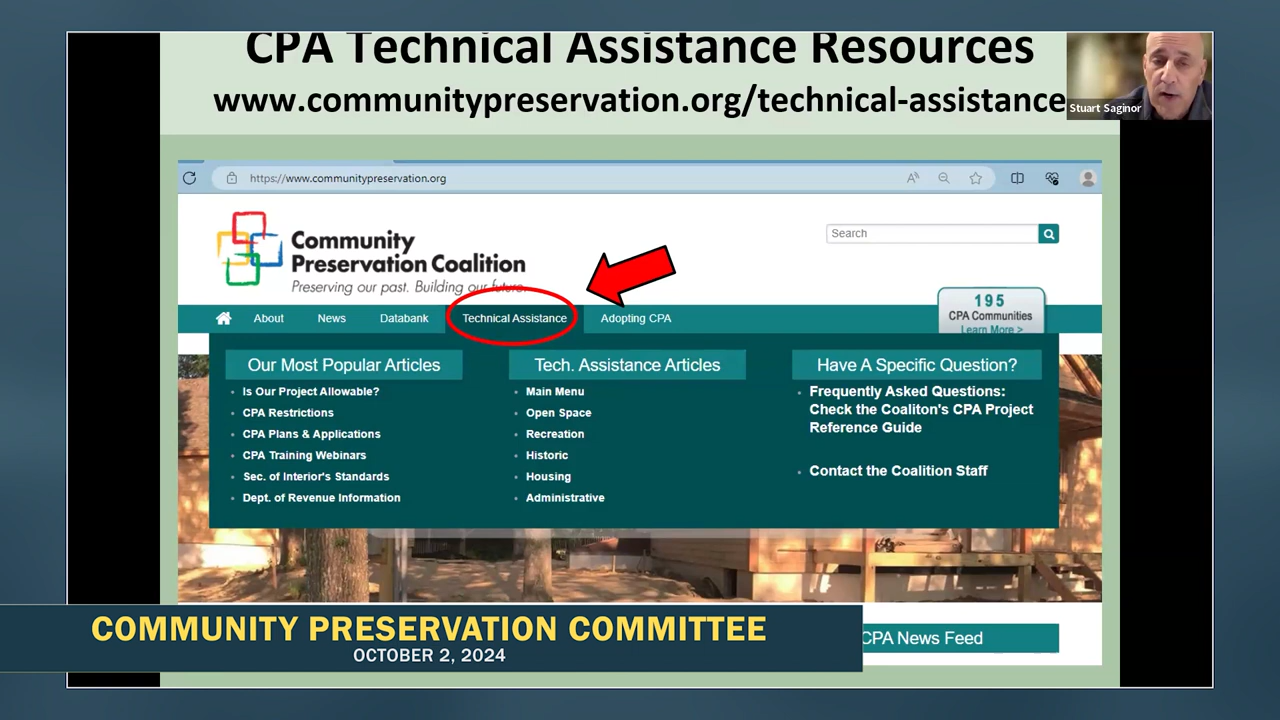 CPA Technical Assistance Resources
www.communitypreservation.org/technical-assistance
Stuart Saginor
https://www.communitypreservation.org
Community
Preservation Coalition
Preserving our past. Building our future.
Search
195
CPA Communities
Learn More >
About News Databank Technical Assistance Adopting CPA
Our Most Popular Articles
Is Our Project Allowable?
CPA Restrictions
CPA Plans & Applications
CPA Training Webinars
Sec. of Interior's Standards
Dept. of Revenue Information
Tech. Assistance Articles
Main Menu
Open Space
Recreation
Historic
Housing
Administrative
Have A Specific Question?
Frequently Asked Questions:
Check the Coaliton's CPA Project
Reference Guide
Contact the Coalition Staff
CPA News Feed
COMMUNITY PRESERVATION COMMITTEE
OCTOBER 2, 2024